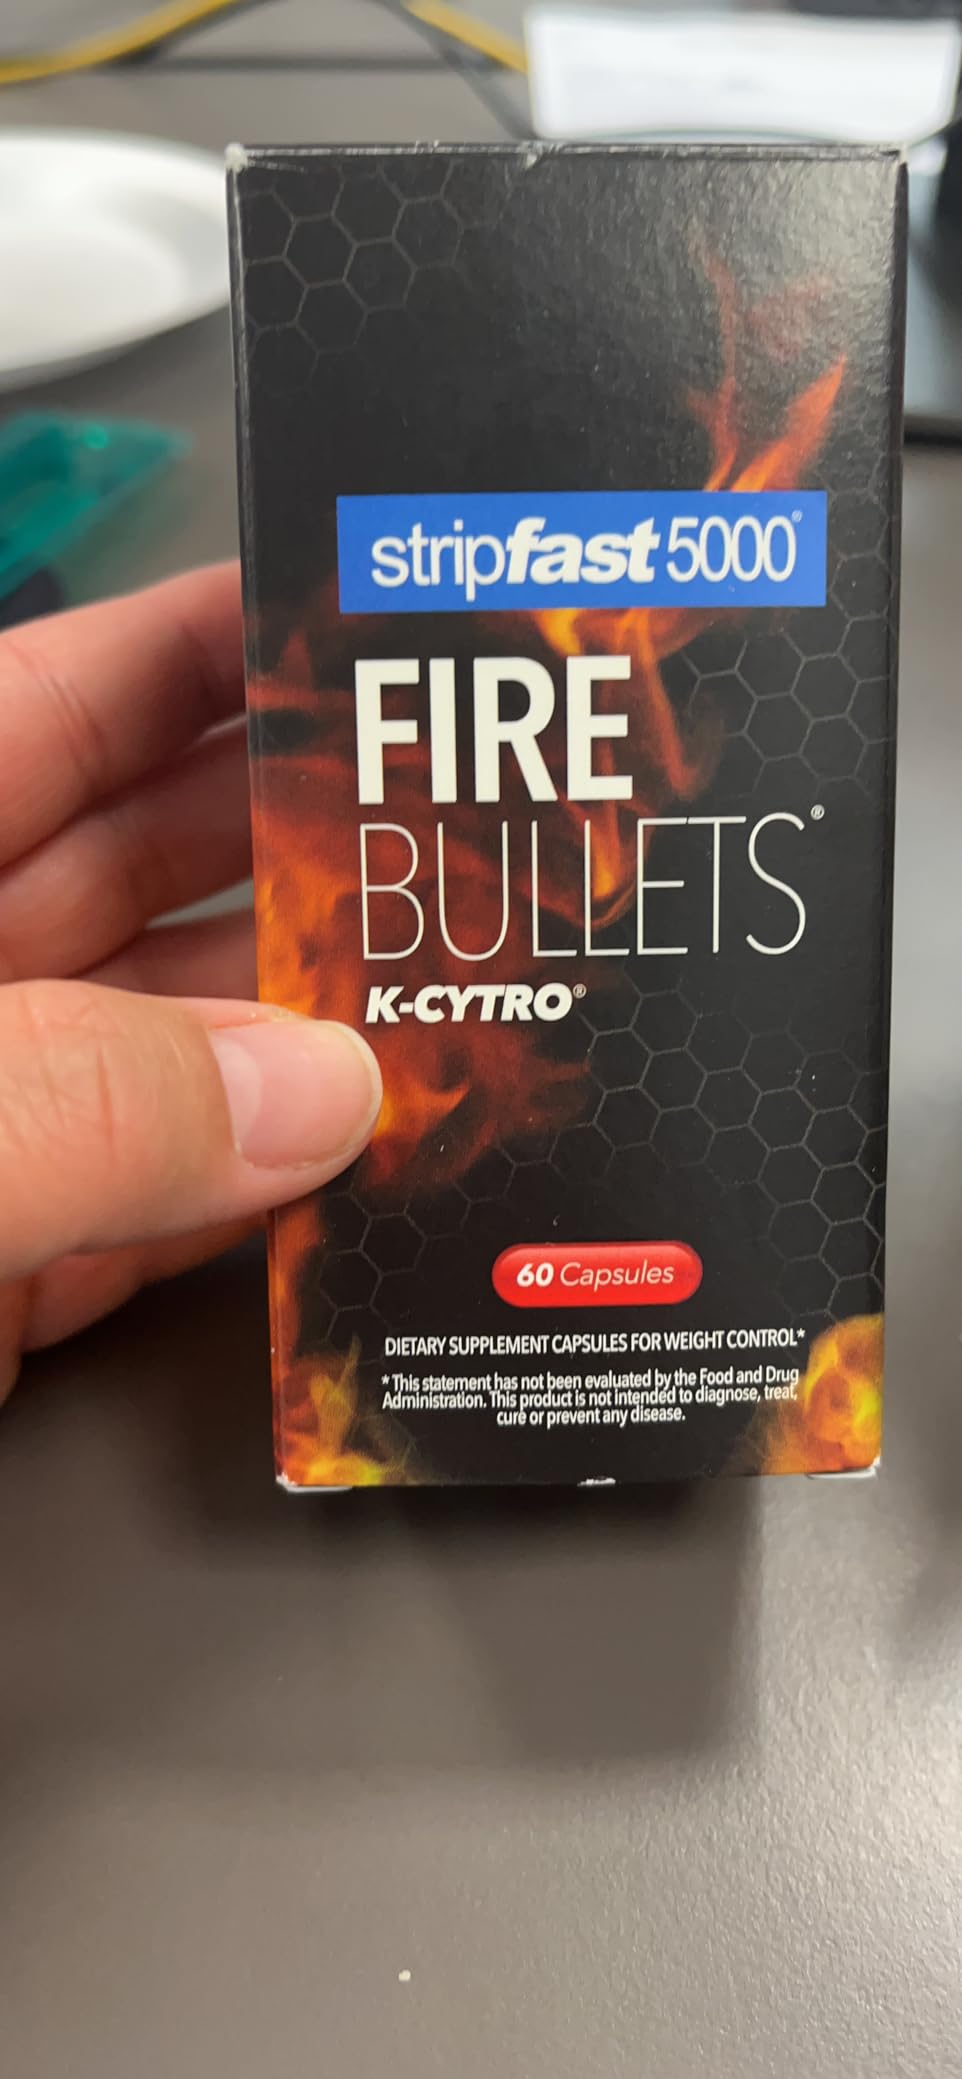 stripfast5000®
FIRE
BULLETS®
K-CYTRO®
60 Capsules
DIETARY SUPPLEMENT CAPSULES FOR WEIGHT CONTROL*
*This statement has not been evaluated by the Food and Drug
Administration. This product is not intended to diagnose, treat,
cure or prevent any disease.